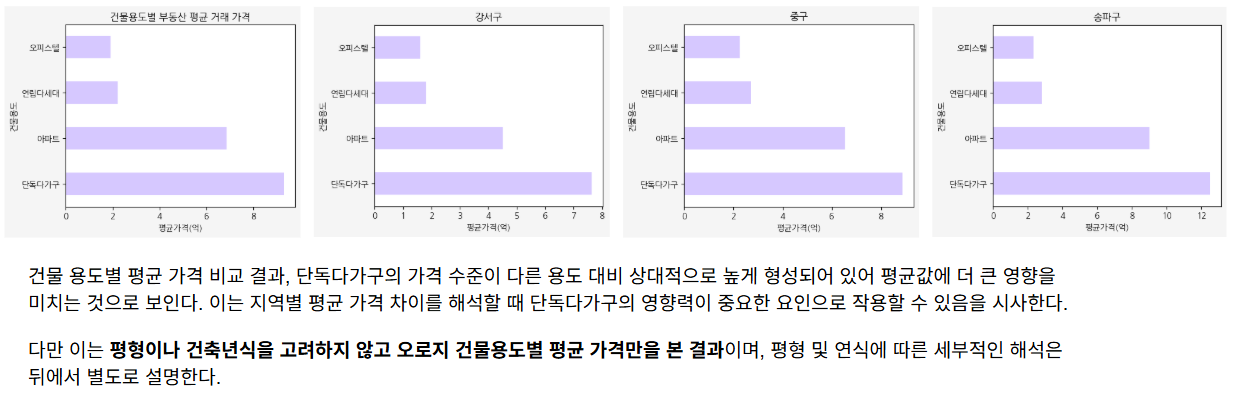 건물용도별 부동산 평균 거래 가격
오피스텔
연립다세대
아파트
단독다가구
건물용도
0 2 4 6 8
평균가격(억)
강서구
오피스텔
연립다세대
아파트
단독다가구
건물용도
0 1 2 3 4 5 6 7 8
평균가격(억)
중구
오피스텔
연립다세대
아파트
단독다가구
건물용도
0 2 4 6 8
평균가격(억)
송파구
오피스텔
연립다세대
아파트
단독다가구
건물용도
0 2 4 6 8 10 12
평균가격(억)
건물 용도별 평균 가격 비교 결과, 단독다가구의 가격 수준이 다른 용도 대비 상대적으로 높게 형성되어 있어 평균값에 더 큰 영향을
미치는 것으로 보인다. 이는 지역별 평균 가격 차이를 해석할 때 단독다가구의 영향력이 중요한 요인으로 작용할 수 있음을 시사한다.
다만 이는 평형이나 건축년식을 고려하지 않고 오로지 건물용도별 평균 가격만을 본 결과이며, 평형 및 연식에 따른 세부적인 해석은
뒤에서 별도로 설명한다.